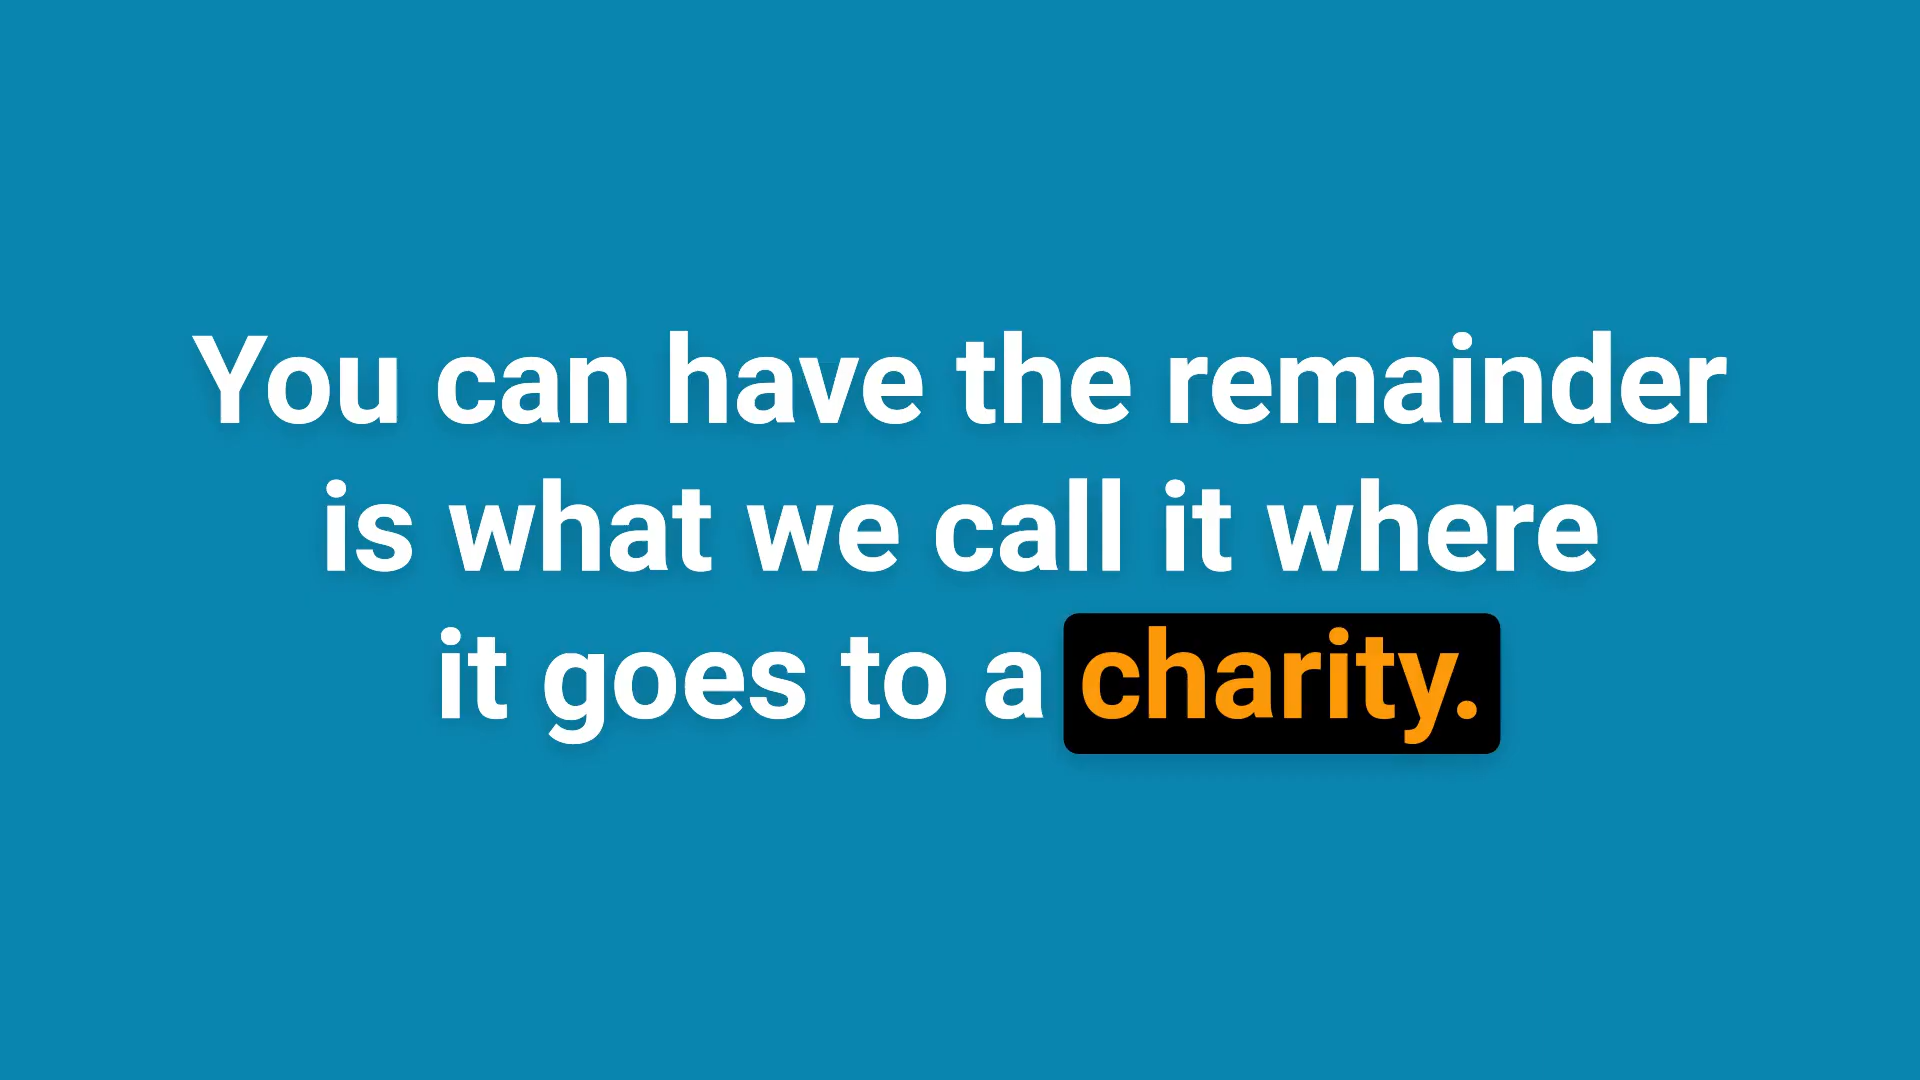 You can have the remainder
is what we call it where
it goes to a charity.